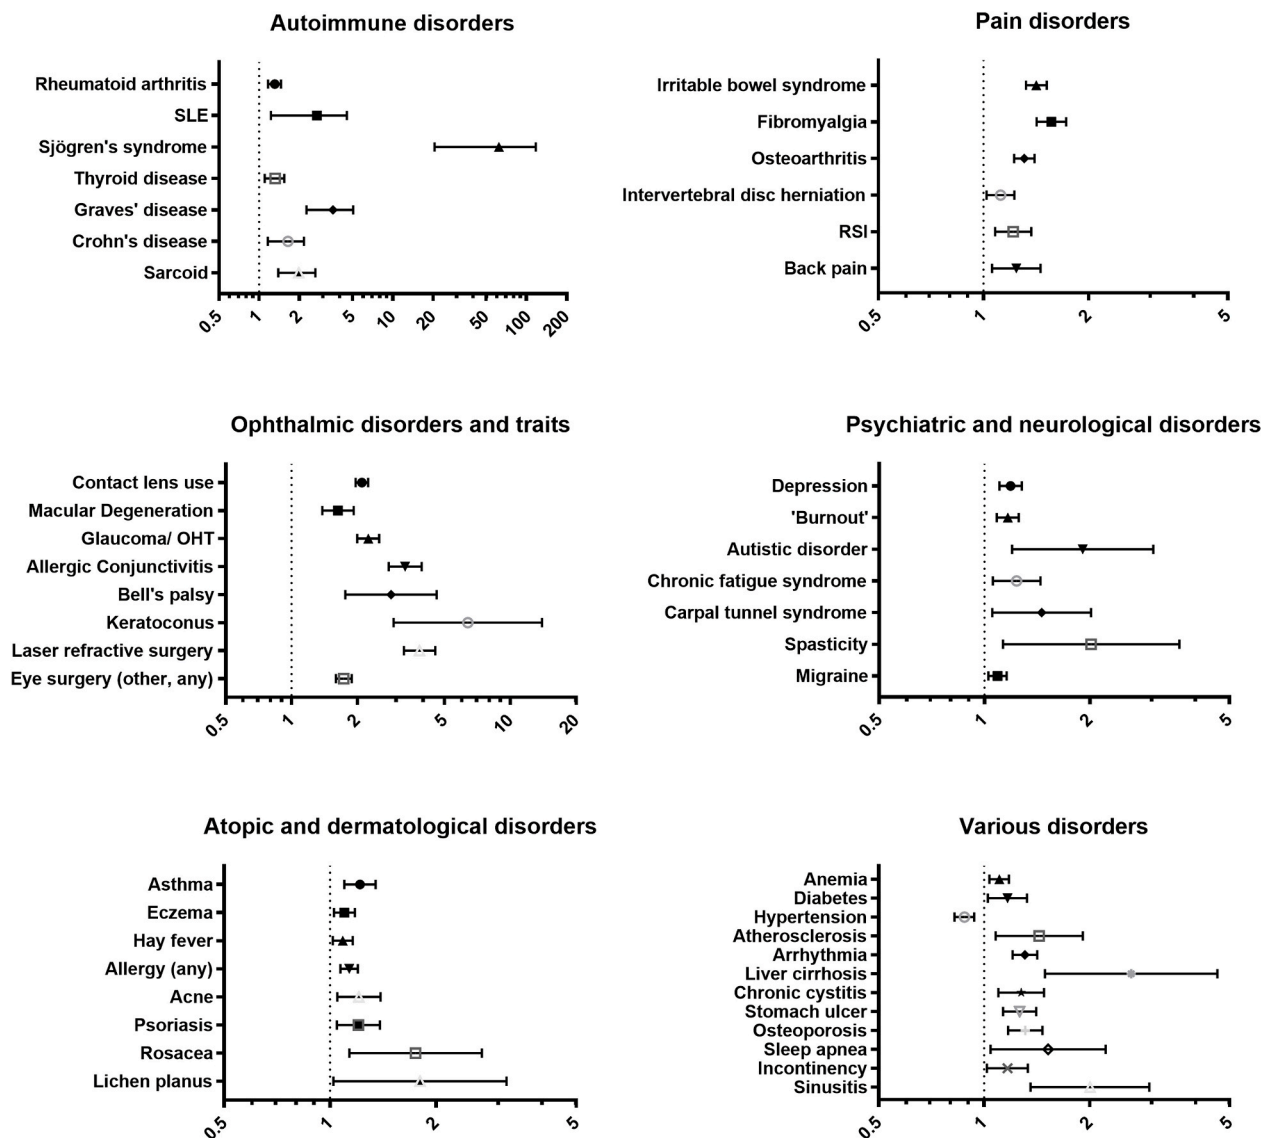 Autoimmune disorders
Rheumatoid arthritis
SLE
Sjögren's syndrome
Thyroid disease
Graves' disease
Crohn's disease
Sarcoid
0.5 1 2 5 10 20 50 100 200
Pain disorders
Irritable bowel syndrome
Fibromyalgia
Osteoarthritis
Intervertebral disc herniation
RSI
Back pain
0.5 1 2 5
Ophthalmic disorders and traits
Contact lens use
Macular Degeneration
Glaucoma/ OHT
Allergic Conjunctivitis
Bell's palsy
Keratoconus
Laser refractive surgery
Eye surgery (other, any)
0.5 1 2 5 10 20
Psychiatric and neurological disorders
Depression
'Burnout'
Autistic disorder
Chronic fatigue syndrome
Carpal tunnel syndrome
Spasticity
Migraine
0.5 1 2 5
Atopic and dermatological disorders
Asthma
Eczema
Hay fever
Allergy (any)
Acne
Psoriasis
Rosacea
Lichen planus
0.5 1 2 5
Various disorders
Anemia
Diabetes
Hypertension
Atherosclerosis
Arrhythmia
Liver cirrhosis
Chronic cystitis
Stomach ulcer
Osteoporosis
Sleep apnea
Incontinency
Sinusitis
0.5 1 2 5